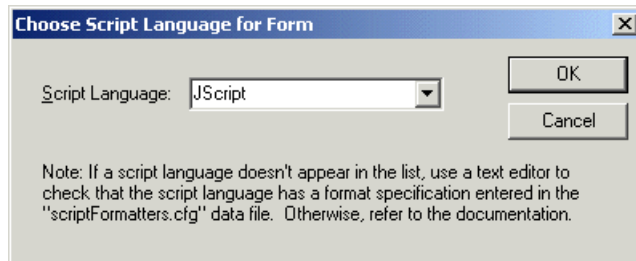 Choose Script Language for Form
Script Language: JScript
OK
Cancel
Note: If a script language doesn't appear in the list, use a text editor to
check that the script language has a format specification entered in the
"scriptFormatters.cfg" data file.  Otherwise, refer to the documentation.